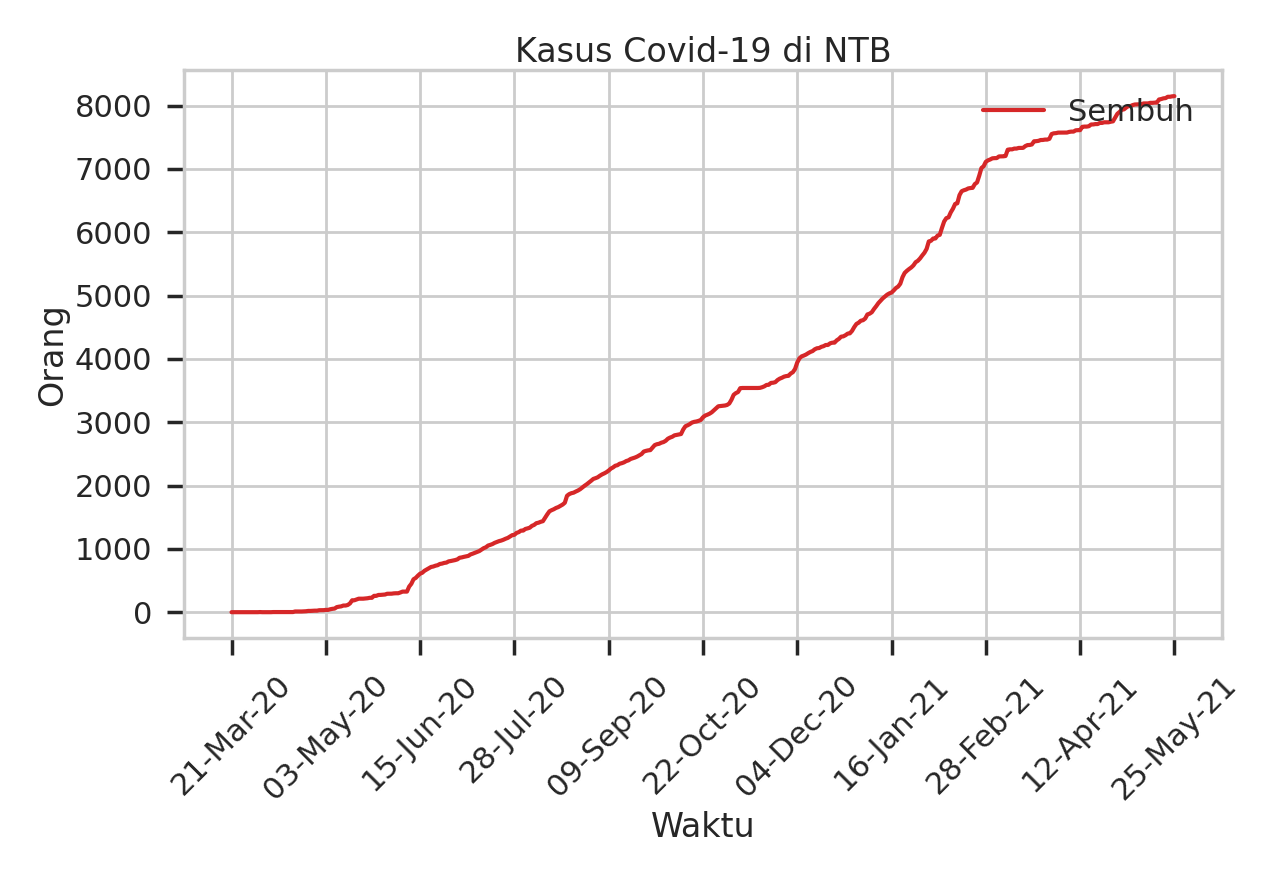 Kasus Covid-19 di NTB
Sembuh
8000
7000
6000
5000
4000
3000
2000
1000
0
Orang
21-Mar-20
03-May-20
15-Jun-20
28-Jul-20
09-Sep-20
22-Oct-20
04-Dec-20
16-Jan-21
28-Feb-21
12-Apr-21
25-May-21
Waktu